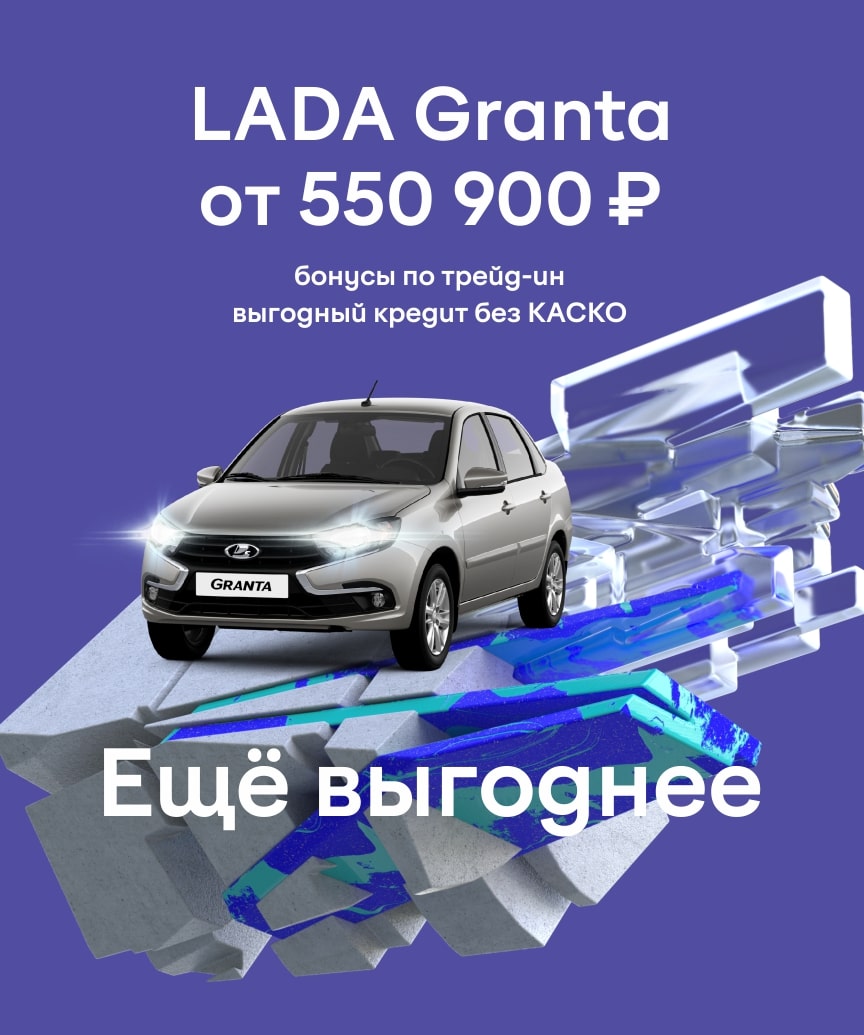 LADA Granta
от 550 900 ₽
бонусы по трейд-ин
выгодный кредит без КАСКО
GRANTA
Ещё выгоднее